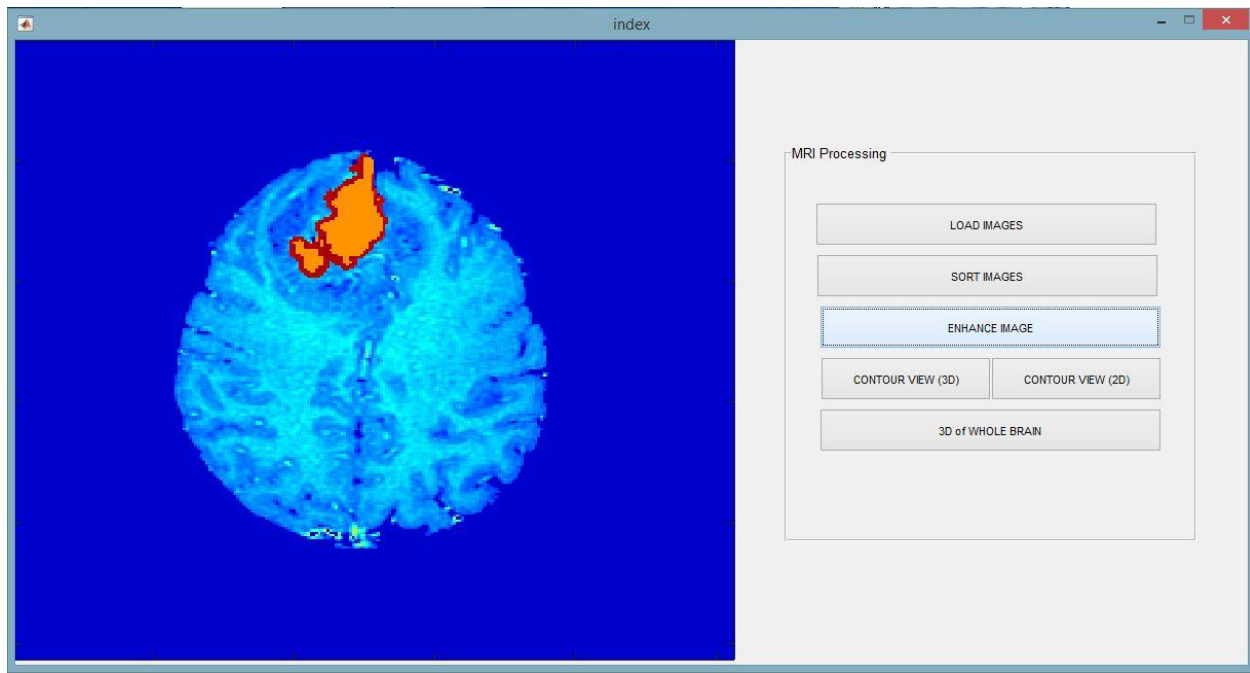 index
MRI Processing
LOAD IMAGES
SORT IMAGES
ENHANCE IMAGE
CONTOUR VIEW (3D) CONTOUR VIEW (2D)
3D of WHOLE BRAIN